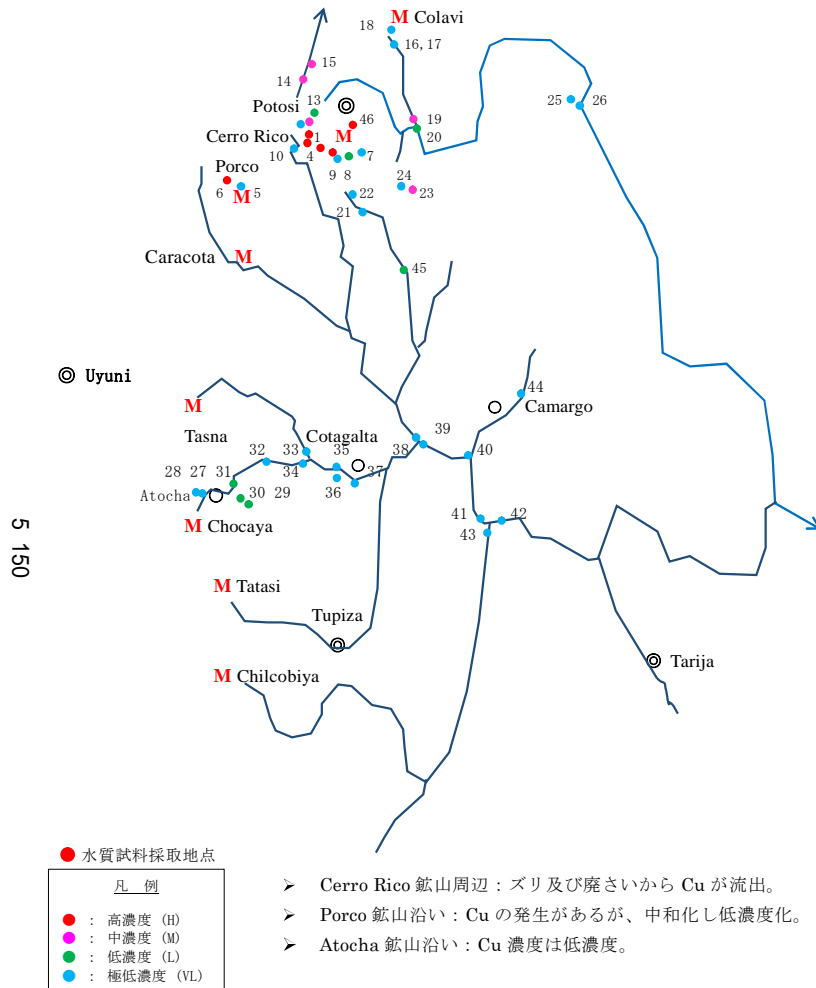 M Colavi
18
16, 17
15
14
Potosi
13
19
25
26
46
Cerro Rico
1
M
20
10
4
7
Porco
9
8
24
6
5
M
22
23
21
Caracota
M
45
Uyuni
M
44
Camargo
Tasna
Cotagalta
39
32
33
35
38
40
28
27
31
34
37
Atocha
30
29
36
M Chocaya
41
42
43
5 150
M Tatasi
Tupiza
Tarija
M Chilcobiya
水質試料採取地点
凡 例
: 高濃度 (H)
: 中濃度 (M)
: 低濃度 (L)
: 極低濃度 (VL)
➢ Cerro Rico 鉱山周辺：ズリ及び廃さいから Cu が流出。
➢ Porco 鉱山沿い：Cu の発生があるが、中和化し低濃度化。
➢ Atocha 鉱山沿い：Cu 濃度は低濃度。